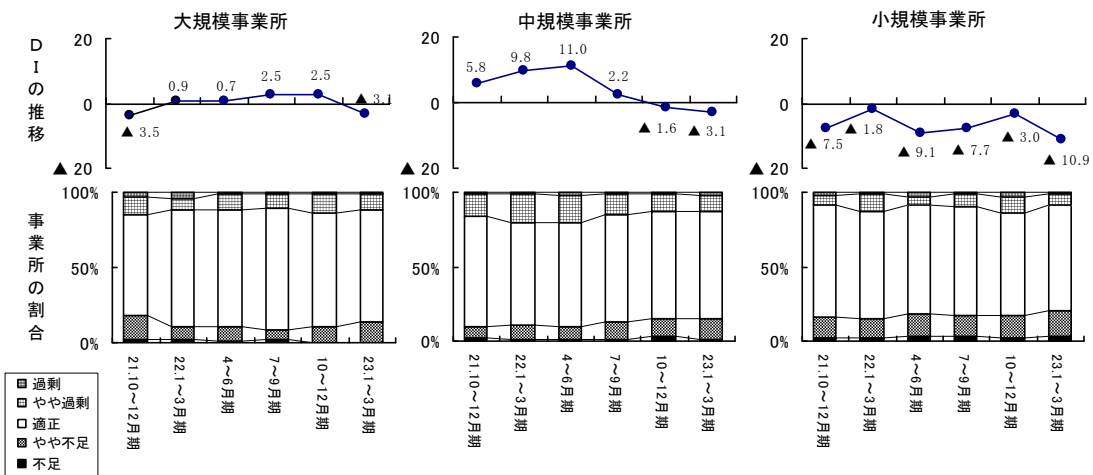 大規模事業所
中規模事業所
小規模事業所
DIの推移
20
0
▲ 20
▲ 3.5
0.9
0.7
2.5
2.5
▲ 3.1
20
0
▲ 20
5.8
9.8
11.0
2.2
▲ 1.6
▲ 3.1
20
0
▲ 20
▲ 7.5
▲ 1.8
▲ 9.1
▲ 7.7
▲ 3.0
▲ 10.9
事業所の割合
100%
50%
0%
100%
50%
0%
100%
50%
0%
21.10～12月期
22.1～3月期
4～6月期
7～9月期
10～12月期
23.1～3月期
21.10～12月期
22.1～3月期
4～6月期
7～9月期
10～12月期
23.1～3月期
21.10～12月期
22.1～3月期
4～6月期
7～9月期
10～12月期
23.1～3月期
過剰
やや過剰
適正
やや不足
不足